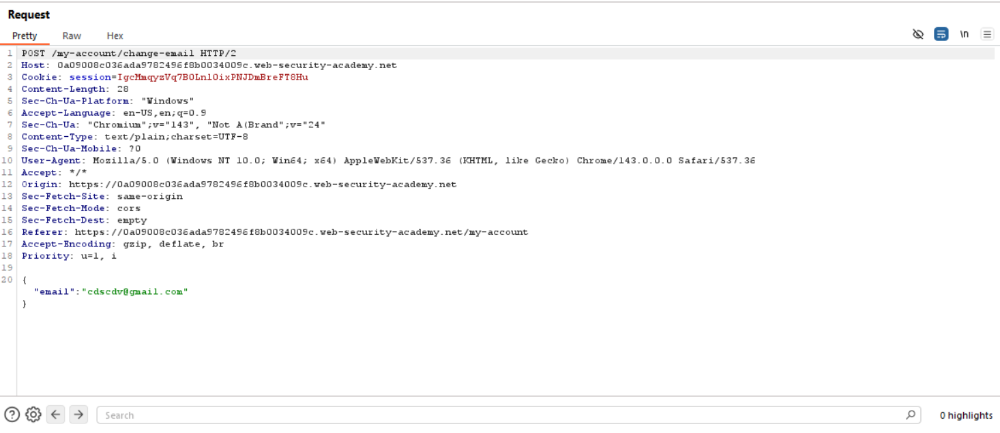 Request
Pretty Raw Hex
\n
1 POST /my-account/change-email HTTP/2
2 Host: 0a09008c036ada9782496f8b0034009c.web-security-academy.net
3 Cookie: session=IgcMmqyzVq7B0Lnl0ixPNJDmBreFT8Hu
4 Content-Length: 28
5 Sec-Ch-Ua-Platform: "Windows"
6 Accept-Language: en-US,en;q=0.9
7 Sec-Ch-Ua: "Chromium";v="143", "Not A(Brand";v="24"
8 Content-Type: text/plain;charset=UTF-8
9 Sec-Ch-Ua-Mobile: ?0
10 User-Agent: Mozilla/5.0 (Windows NT 10.0; Win64; x64) AppleWebKit/537.36 (KHTML, like Gecko) Chrome/143.0.0.0 Safari/537.36
11 Accept: */*
12 Origin: https://0a09008c036ada9782496f8b0034009c.web-security-academy.net
13 Sec-Fetch-Site: same-origin
14 Sec-Fetch-Mode: cors
15 Sec-Fetch-Dest: empty
16 Referer: https://0a09008c036ada9782496f8b0034009c.web-security-academy.net/my-account
17 Accept-Encoding: gzip, deflate, br
18 Priority: u=1, i
19
20 {
"email":"cdscdv@gmail.com"
}
Search
0 highlights